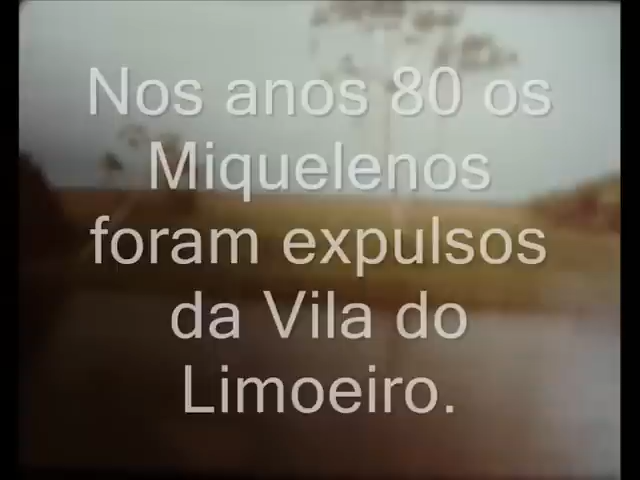 Nos anos 80 os
Miquelenos
foram expulsos
da Vila do
Limoeiro.